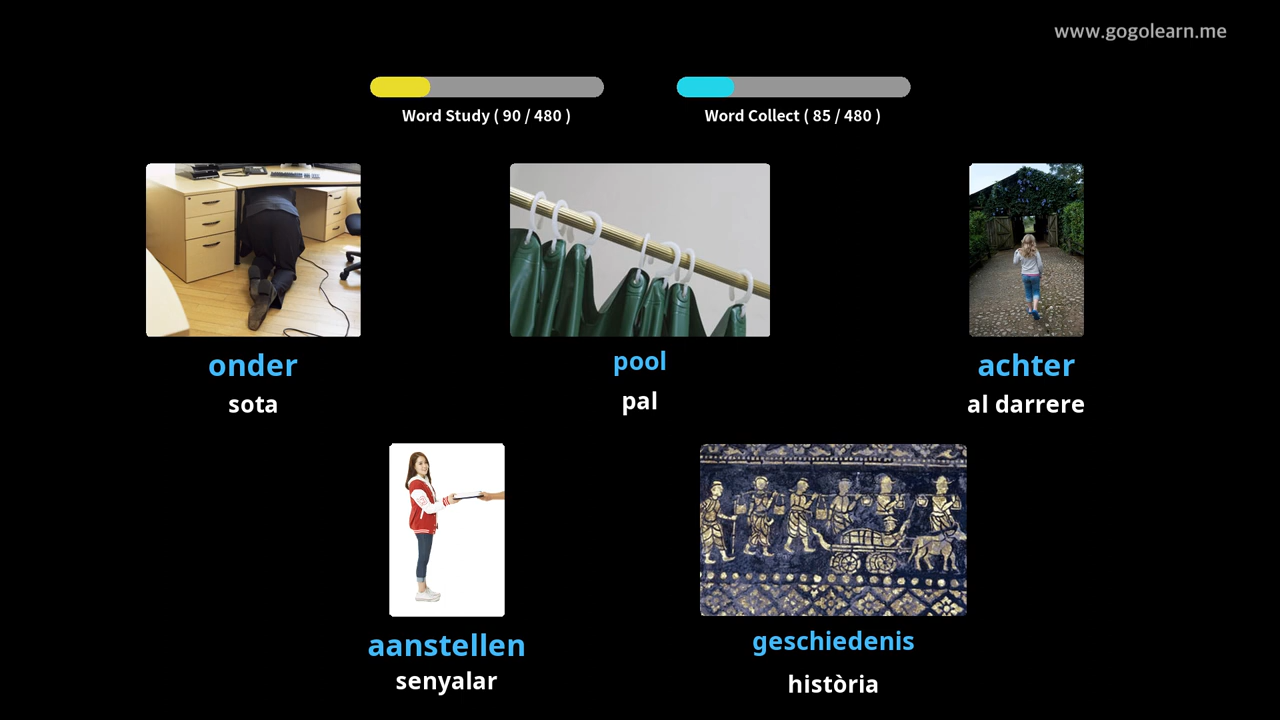 www.gogolearn.me
Word Study ( 90 / 480 )
Word Collect ( 85 / 480 )
onder
sota
pool
pal
achter
al darrere
aanstellen
senyalar
geschiedenis
història